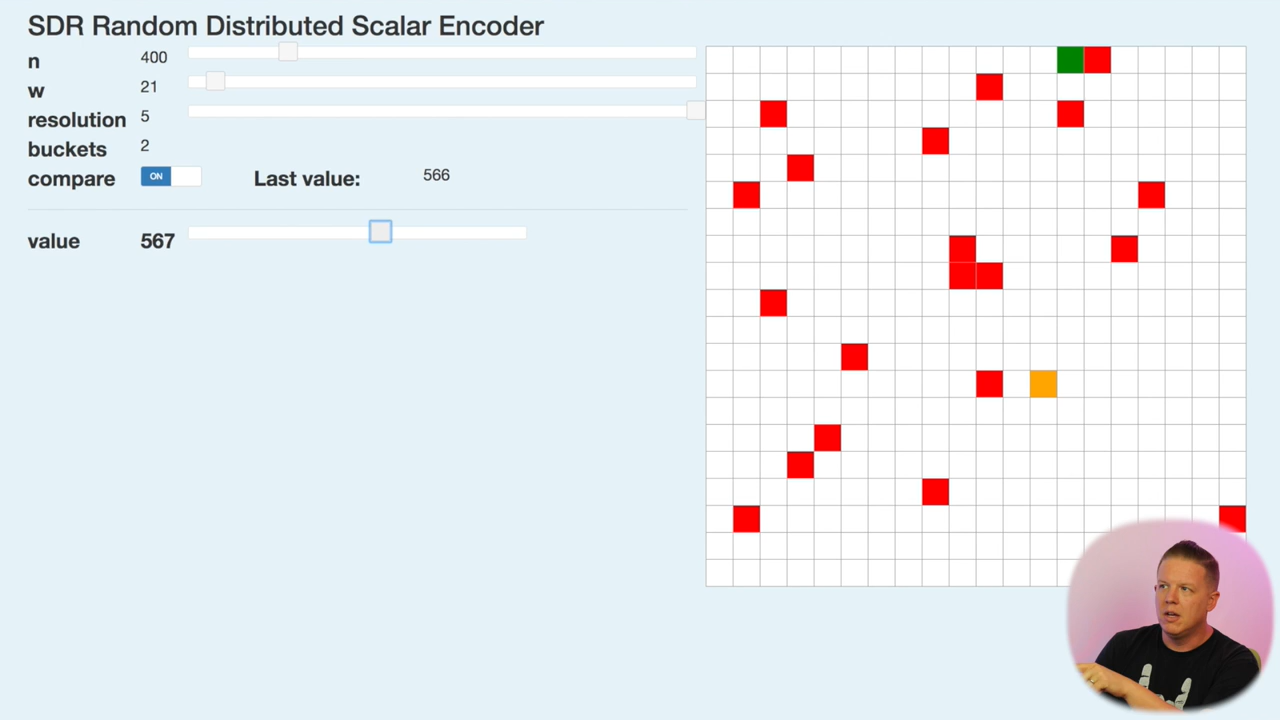 SDR Random Distributed Scalar Encoder
n 400
w 21
resolution 5
buckets 2
compare ON Last value: 566
value 567